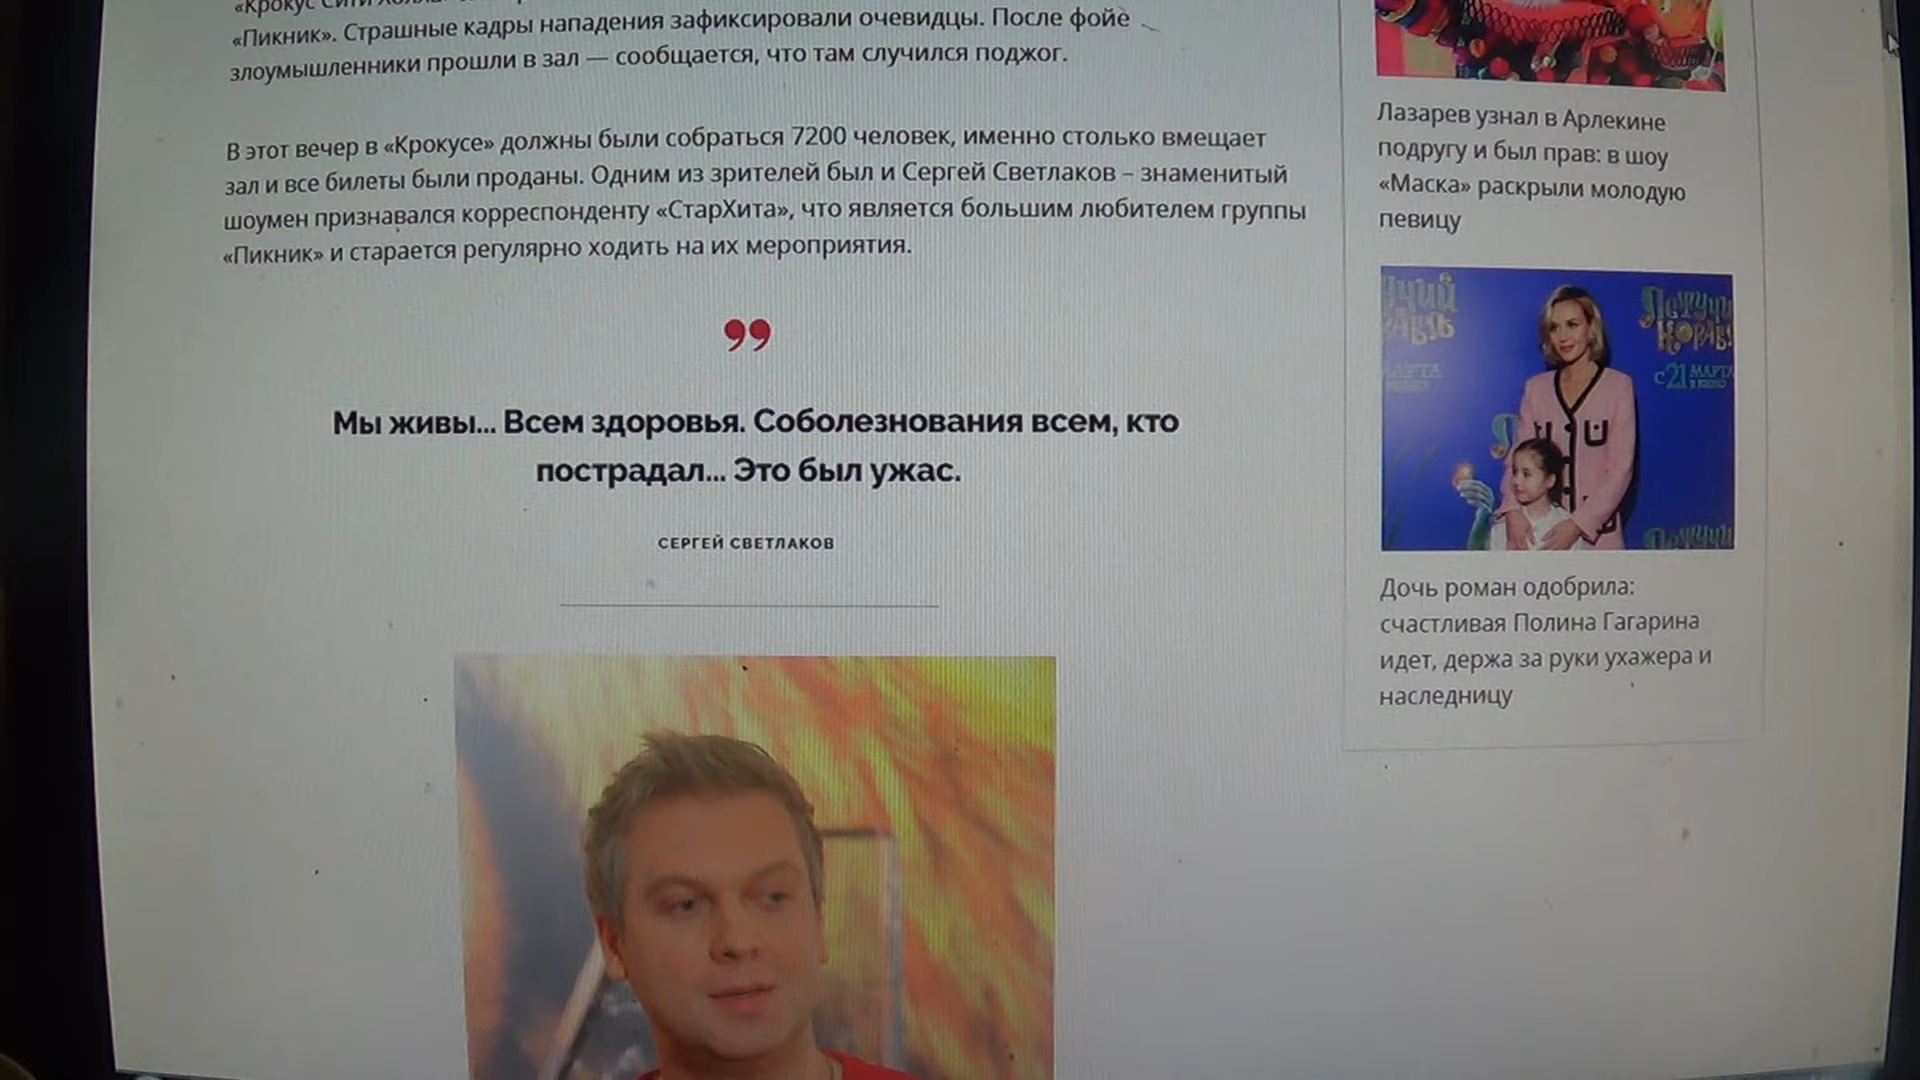 «Крокус Сити
«Пикник». Страшные кадры нападения зафиксировали очевидцы. После фойе
злоумышленники прошли в зал — сообщается, что там случился поджог.
В этот вечер в «Крокусе» должны были собраться 7200 человек, именно столько вмещает
зал и все билеты были проданы. Одним из зрителей был и Сергей Светлаков – знаменитый
шоумен признавался корреспонденту «СтарХита», что является большим любителем группы
«Пикник» и старается регулярно ходить на их мероприятия.
Мы живы... Всем здоровья. Соболезнования всем, кто
пострадал... Это был ужас.
СЕРГЕЙ СВЕТЛАКОВ
Лазарев узнал в Арлекине
подругу и был прав: в шоу
«Маска» раскрыли молодую
певицу
с 21 МАРТА
Дочь роман одобрила:
счастливая Полина Гагарина
идет, держа за руки ухажера и
наследницу